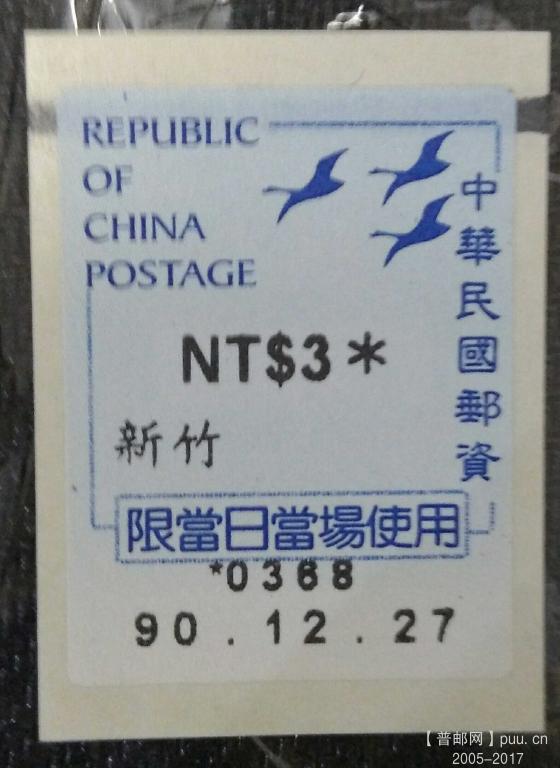 REPUBLIC
OF
CHINA
POSTAGE
中華民國郵資
NT$3*
新竹
限當日當場使用
*0368
90.12.27
【普邮网】puu.cn
2005-2017